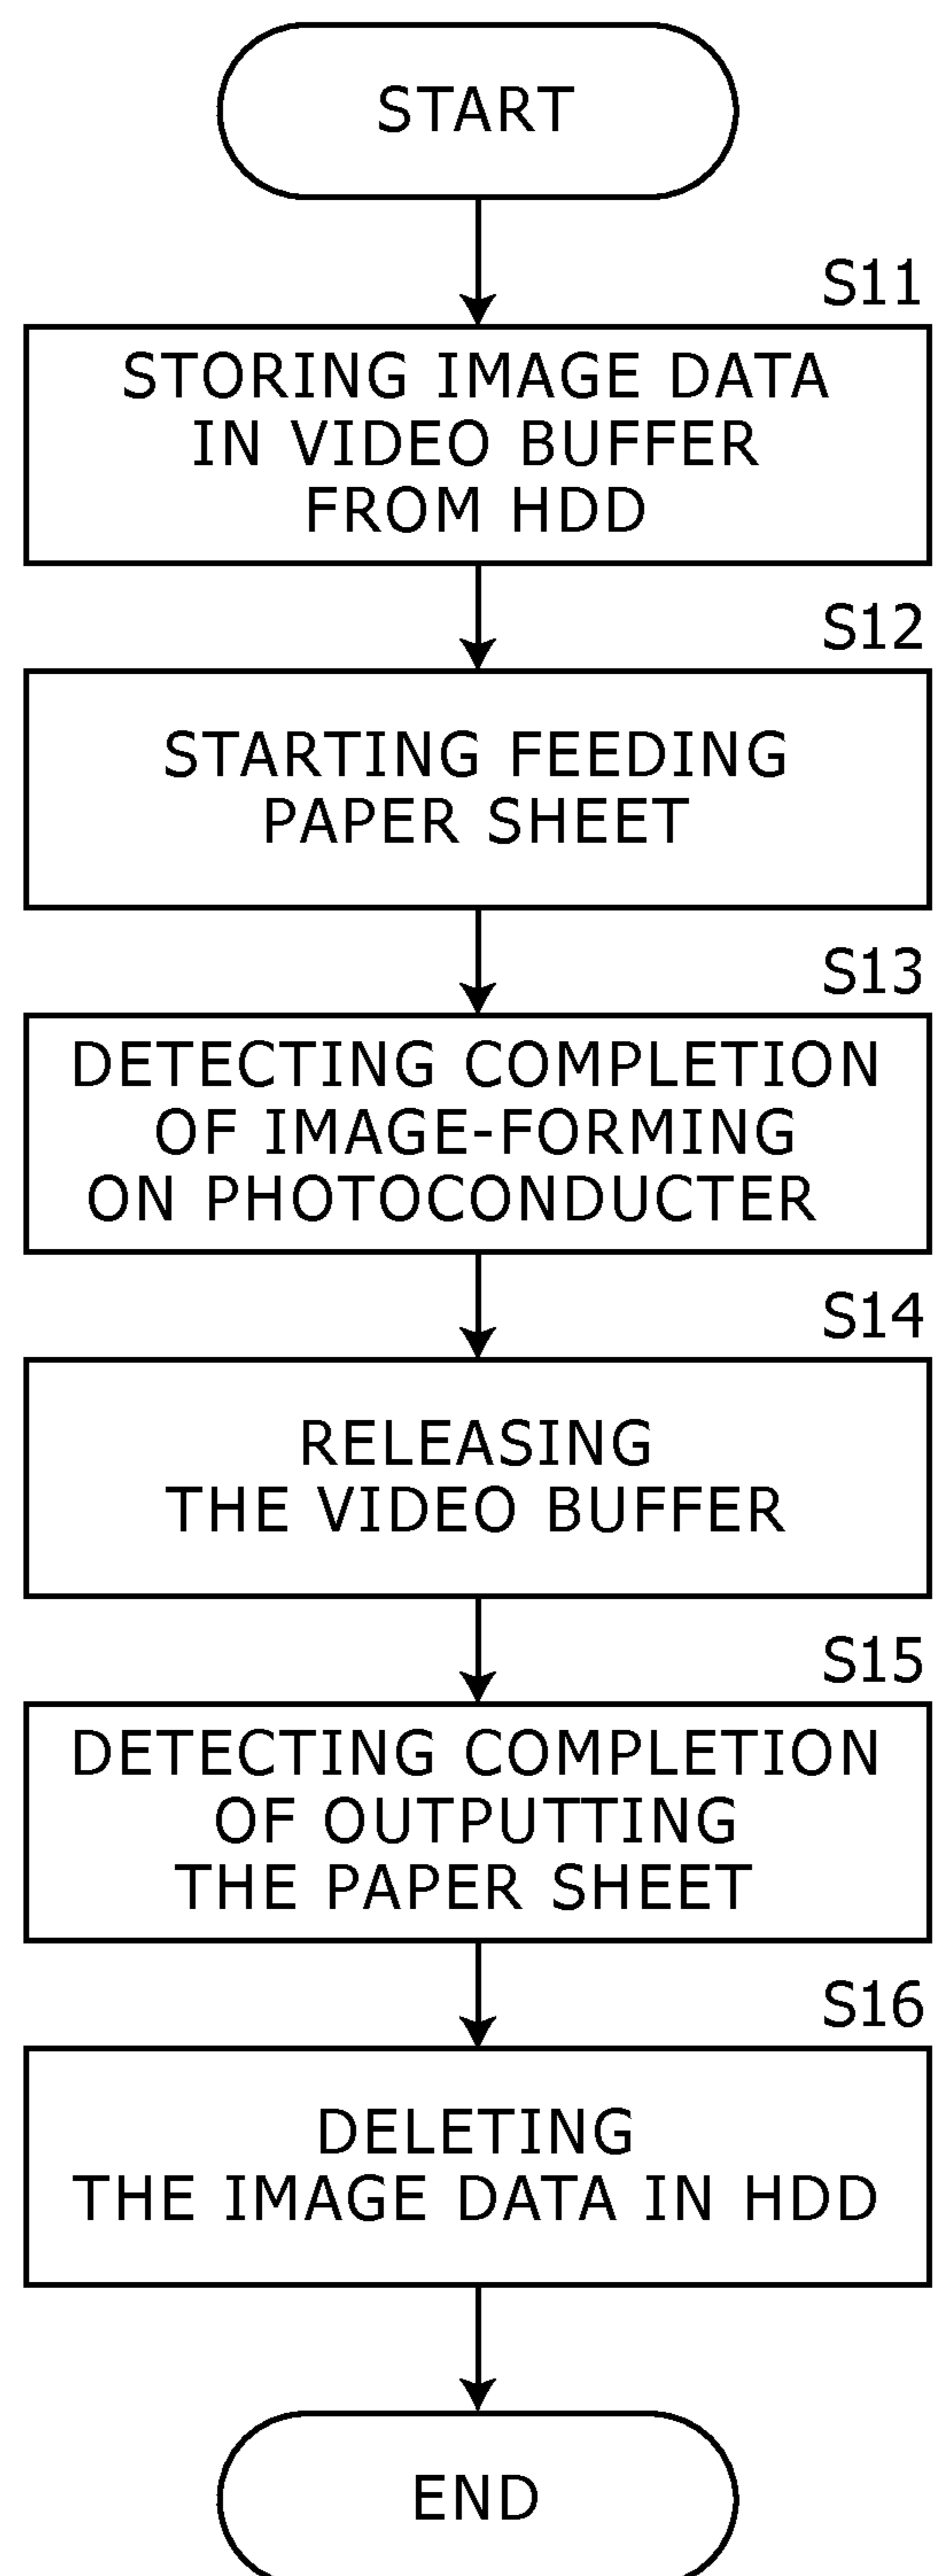 START
S11
STORING IMAGE DATA
IN VIDEO BUFFER
FROM HDD
S12
STARTING FEEDING
PAPER SHEET
S13
DETECTING COMPLETION
OF IMAGE-FORMING
ON PHOTOCONDUCTER
S14
RELEASING
THE VIDEO BUFFER
S15
DETECTING COMPLETION
OF OUTPUTTING
THE PAPER SHEET
S16
DELETING
THE IMAGE DATA IN HDD
END